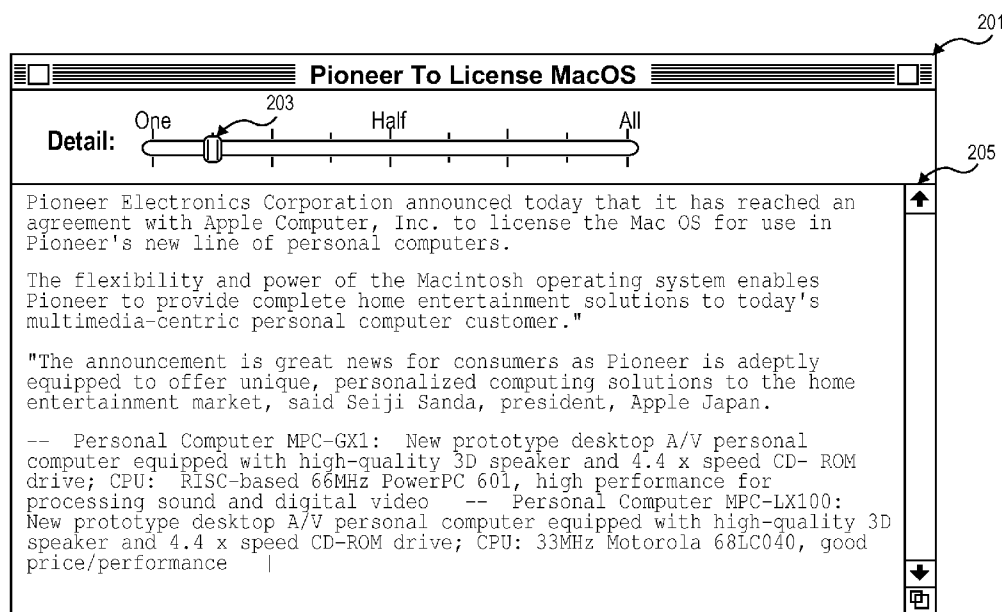 201
Pioneer To License MacOS
203
One Half All
Detail:
205
Pioneer Electronics Corporation announced today that it has reached an
agreement with Apple Computer, Inc. to license the Mac OS for use in
Pioneer's new line of personal computers.
The flexibility and power of the Macintosh operating system enables
Pioneer to provide complete home entertainment solutions to today's
multimedia-centric personal computer customer."
"The announcement is great news for consumers as Pioneer is adeptly
equipped to offer unique, personalized computing solutions to the home
entertainment market, said Seiji Sanda, president, Apple Japan.
-- Personal Computer MPC-GX1: New prototype desktop A/V personal
computer equipped with high-quality 3D speaker and 4.4 x speed CD- ROM
drive; CPU: RISC-based 66MHz PowerPC 601, high performance for
processing sound and digital video -- Personal Computer MPC-LX100:
New prototype desktop A/V personal computer equipped with high-quality 3D
speaker and 4.4 x speed CD-ROM drive; CPU: 33MHz Motorola 68LC040, good
price/performance |